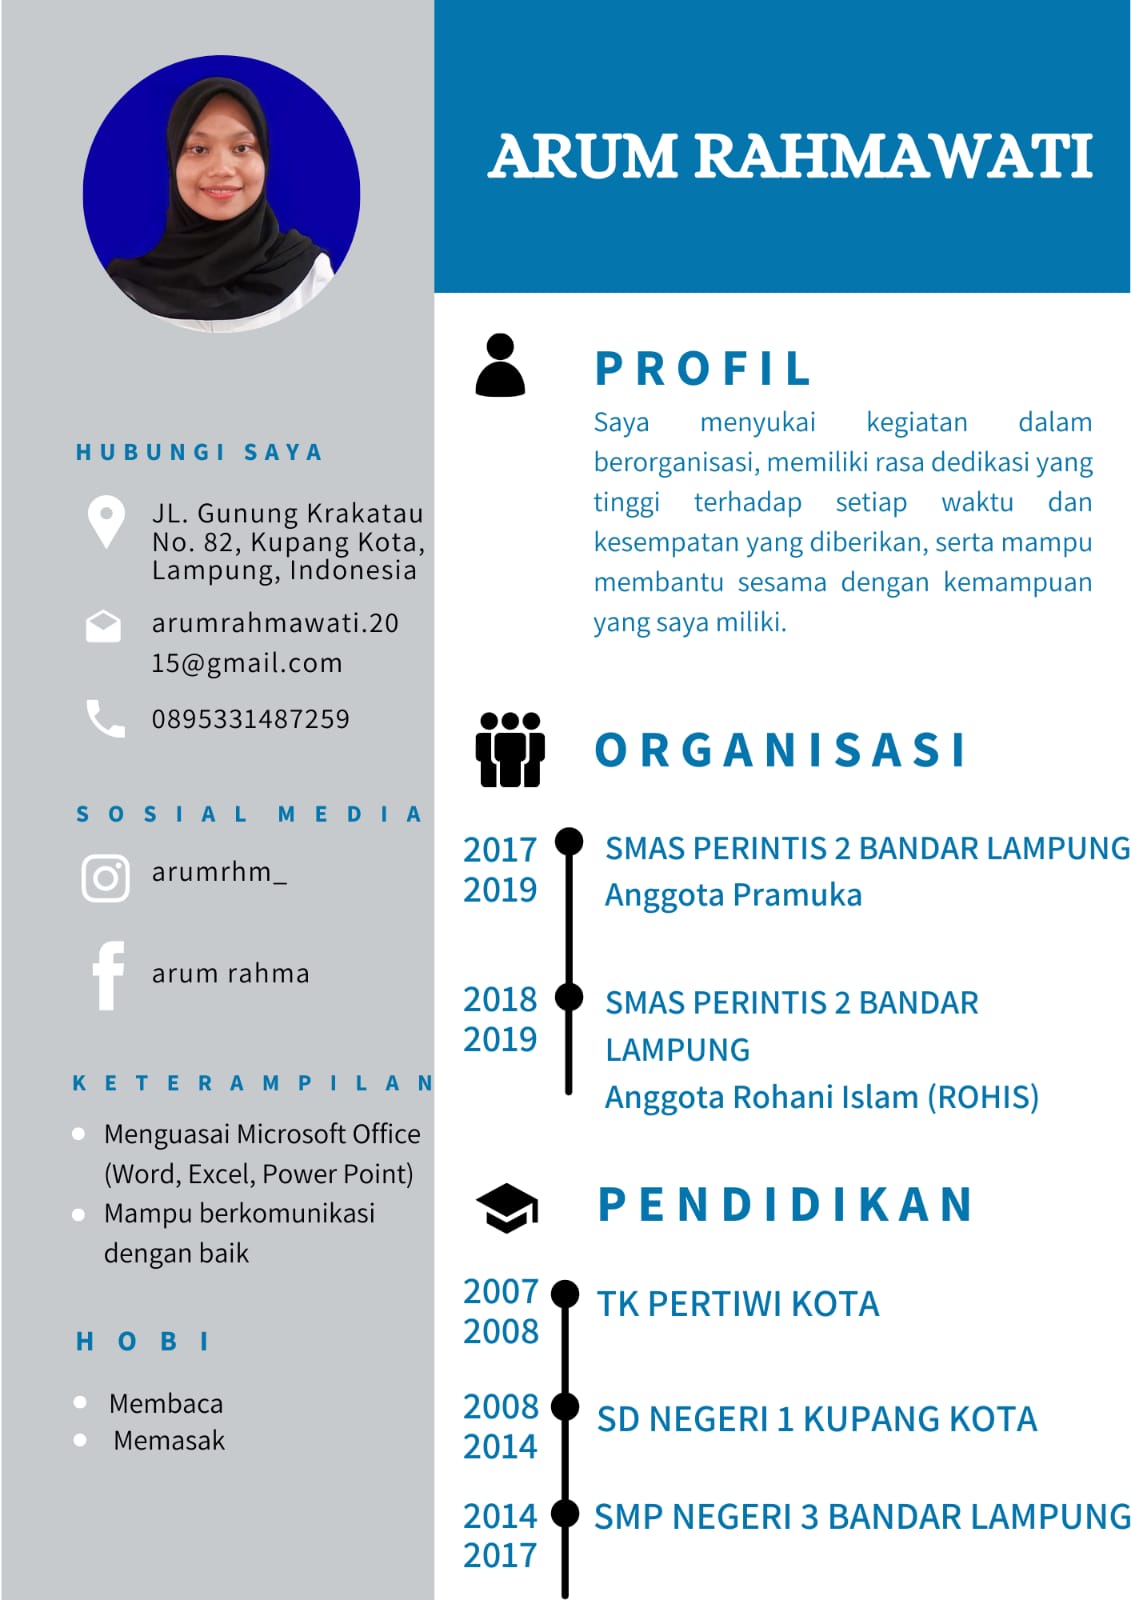 ARUM RAHMAWATI
HUBUNGI SAYA
JL. Gunung Krakatau
No. 82, Kupang Kota,
Lampung, Indonesia
arumrahmawati.20
15@gmail.com
0895331487259
SOSIAL MEDIA
arumrhm_
arum rahma
KETERAMPILAN
Menguasai Microsoft Office
(Word, Excel, Power Point)
Mampu berkomunikasi
dengan baik
HOBI
Membaca
Memasak
PROFIL
Saya menyukai kegiatan dalam
berorganisasi, memiliki rasa dedikasi yang
tinggi terhadap setiap waktu dan
kesempatan yang diberikan, serta mampu
membantu sesama dengan kemampuan
yang saya miliki.
ORGANISASI
2017
2019
SMAS PERINTIS 2 BANDAR LAMPUNG
Anggota Pramuka
2018
2019
SMAS PERINTIS 2 BANDAR
LAMPUNG
Anggota Rohani Islam (ROHIS)
PENDIDIKAN
2007
2008
TK PERTIWI KOTA
2008
2014
SD NEGERI 1 KUPANG KOTA
2014
2017
SMP NEGERI 3 BANDAR LAMPUNG